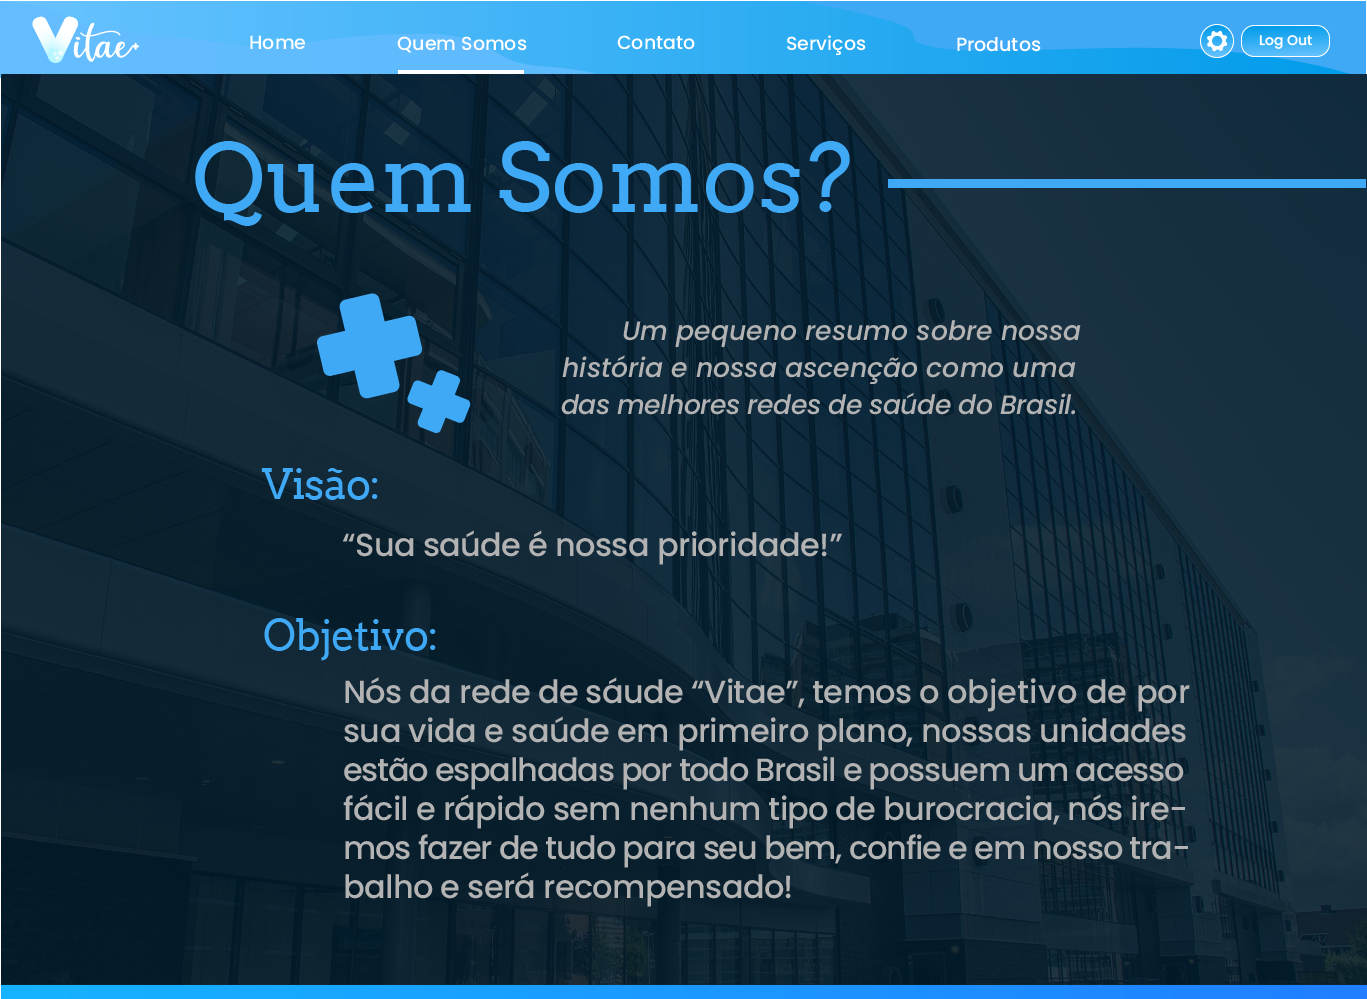 Vitae
Home
Quem Somos
Contato
Serviços
Produtos
Log Out
Quem Somos?
Um pequeno resumo sobre nossa
história e nossa ascenção como uma
das melhores redes de saúde do Brasil.
Visão:
“Sua saúde é nossa prioridade!”
Objetivo:
Nós da rede de sáude “Vitae”, temos o objetivo de por
sua vida e saúde em primeiro plano, nossas unidades
estão espalhadas por todo Brasil e possuem um acesso
fácil e rápido sem nenhum tipo de burocracia, nós ire-
mos fazer de tudo para seu bem, confie e em nosso tra-
balho e será recompensado!